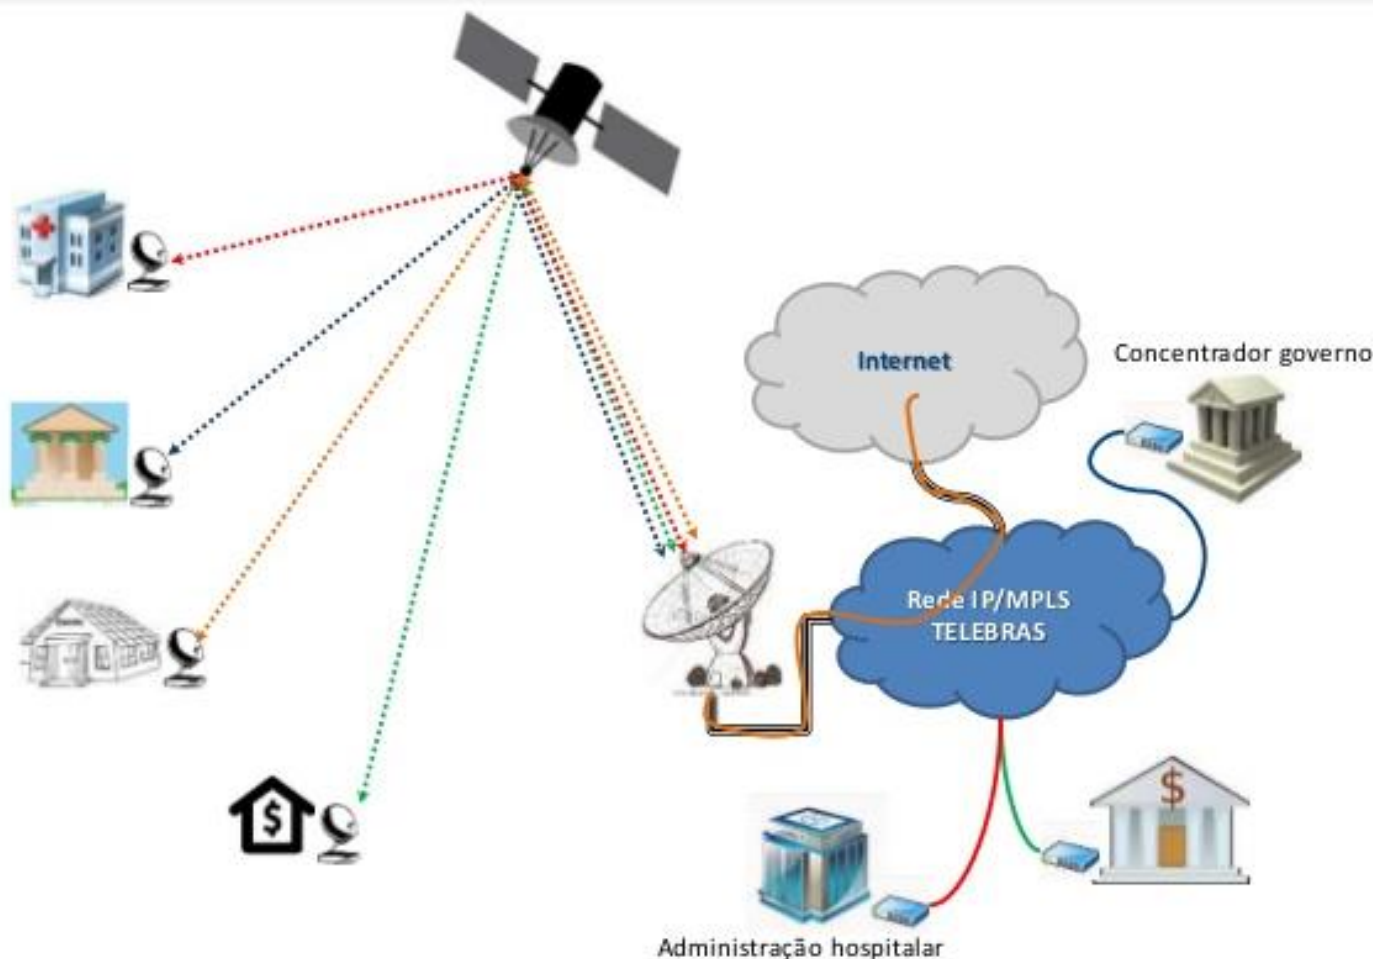 Internet
Concentrador governo
Rede IP/MPLS
TELEBRAS
$
$
Administração hospitalar